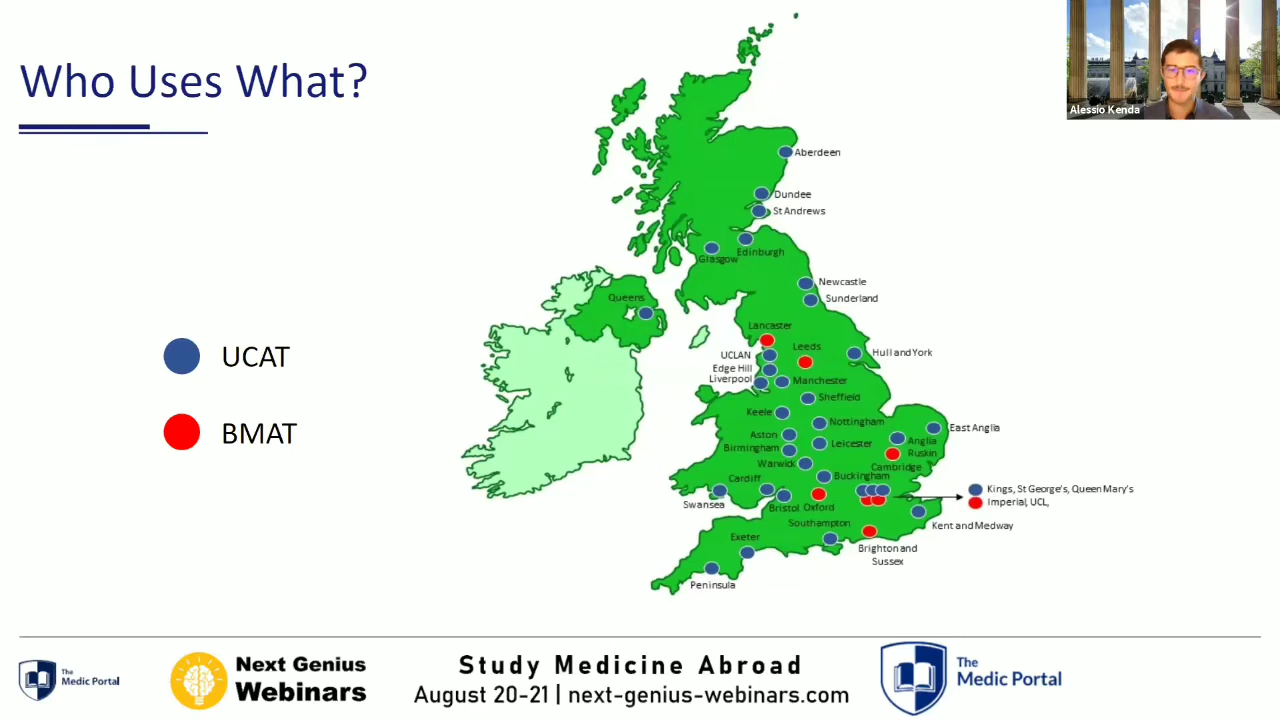 Who Uses What?
Alessio Kenda
Aberdeen
Dundee
St Andrews
Edinburgh
Glasgow
Newcastle
Sunderland
Queens
Lancaster
Leeds
Hull and York
UCLAN
Edge Hill
Liverpool
Manchester
Sheffield
Keele
Nottingham
East Anglia
Aston
Leicester
Anglia
Ruskin
Birmingham
Warwick
Cambridge
Buckingham
Cardiff
Swansea
Bristol
Oxford
Kings, St George's, Queen Mary's
Imperial, UCL,
Kent and Medway
Southampton
Exeter
Brighton and
Sussex
Peninsula
UCAT
BMAT
The
Medic Portal
Next Genius
Webinars
Study Medicine Abroad
August 20-21 | next-genius-webinars.com
The
Medic Portal